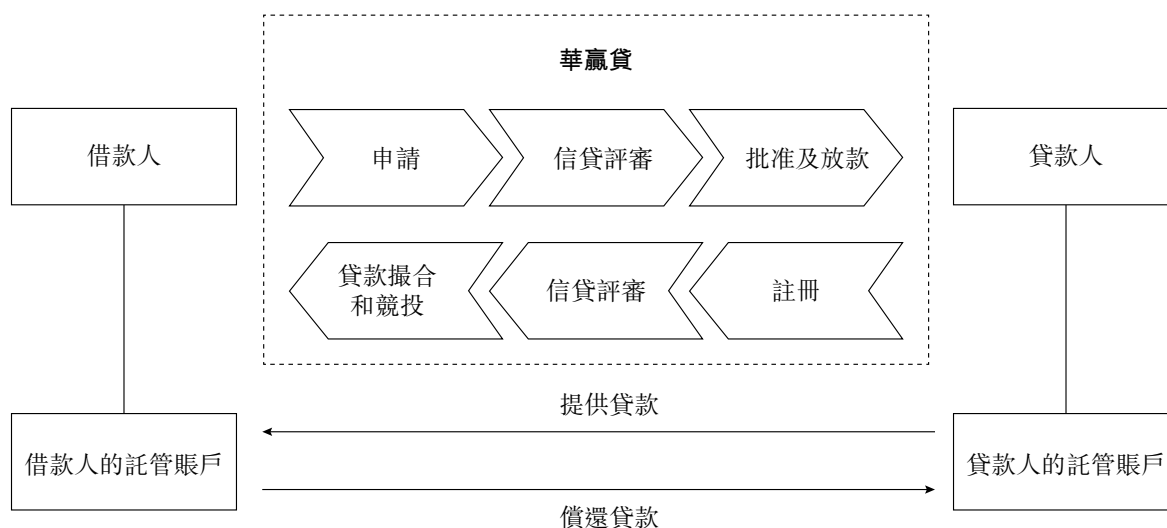 華贏貸
借款人
申請
信貸評審
批准及放款
貸款人
貸款撮合
和競投
信貸評審
註冊
提供貸款
借款人的託管賬戶
貸款人的託管賬戶
償還貸款